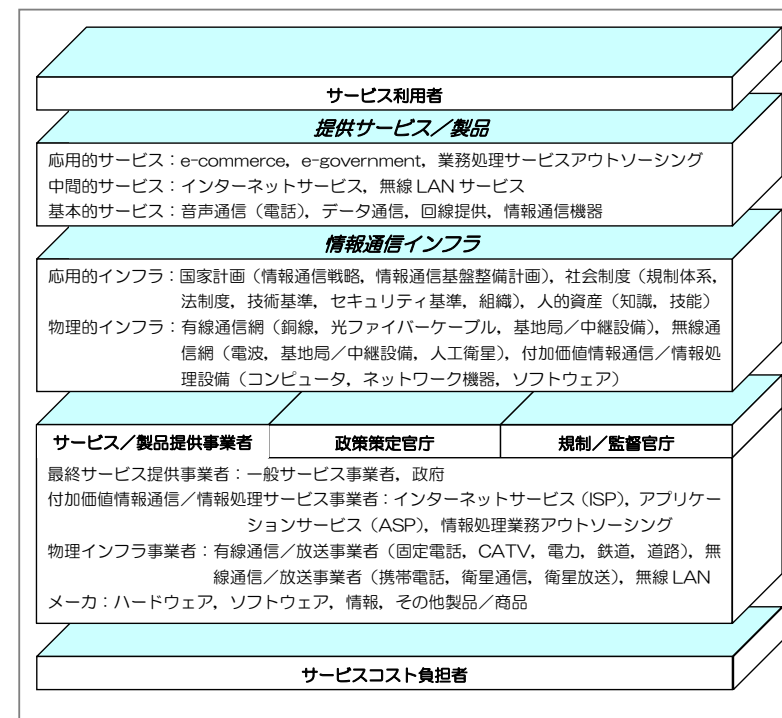 サービス利用者
提供サービス／製品
応用的サービス：e-commerce，e-government，業務処理サービスアウトソーシング
中間的サービス：インターネットサービス，無線 LAN サービス
基本的サービス：音声通信（電話），データ通信，回線提供，情報通信機器
情報通信インフラ
応用的インフラ：国家計画（情報通信戦略，情報通信基盤整備計画），社会制度（規制体系，
法制度，技術基準，セキュリティ基準，組織），人的資産（知識，技能）
物理的インフラ：有線通信網（銅線，光ファイバーケーブル，基地局／中継設備），無線通
信網（電波，基地局／中継設備，人工衛星），付加価値情報通信／情報処
理設備（コンピュータ，ネットワーク機器，ソフトウェア）
サービス／製品提供事業者 政策策定官庁 規制／監督官庁
最終サービス提供事業者：一般サービス事業者，政府
付加価値情報通信／情報処理サービス事業者：インターネットサービス（ISP），アプリケー
ションサービス（ASP），情報処理業務アウトソーシング
物理インフラ事業者：有線通信／放送事業者（固定電話，CATV，電力，鉄道，道路），無
線通信／放送事業者（携帯電話，衛星通信，衛星放送），無線 LAN
メーカ：ハードウェア，ソフトウェア，情報，その他製品／商品
サービスコスト負担者